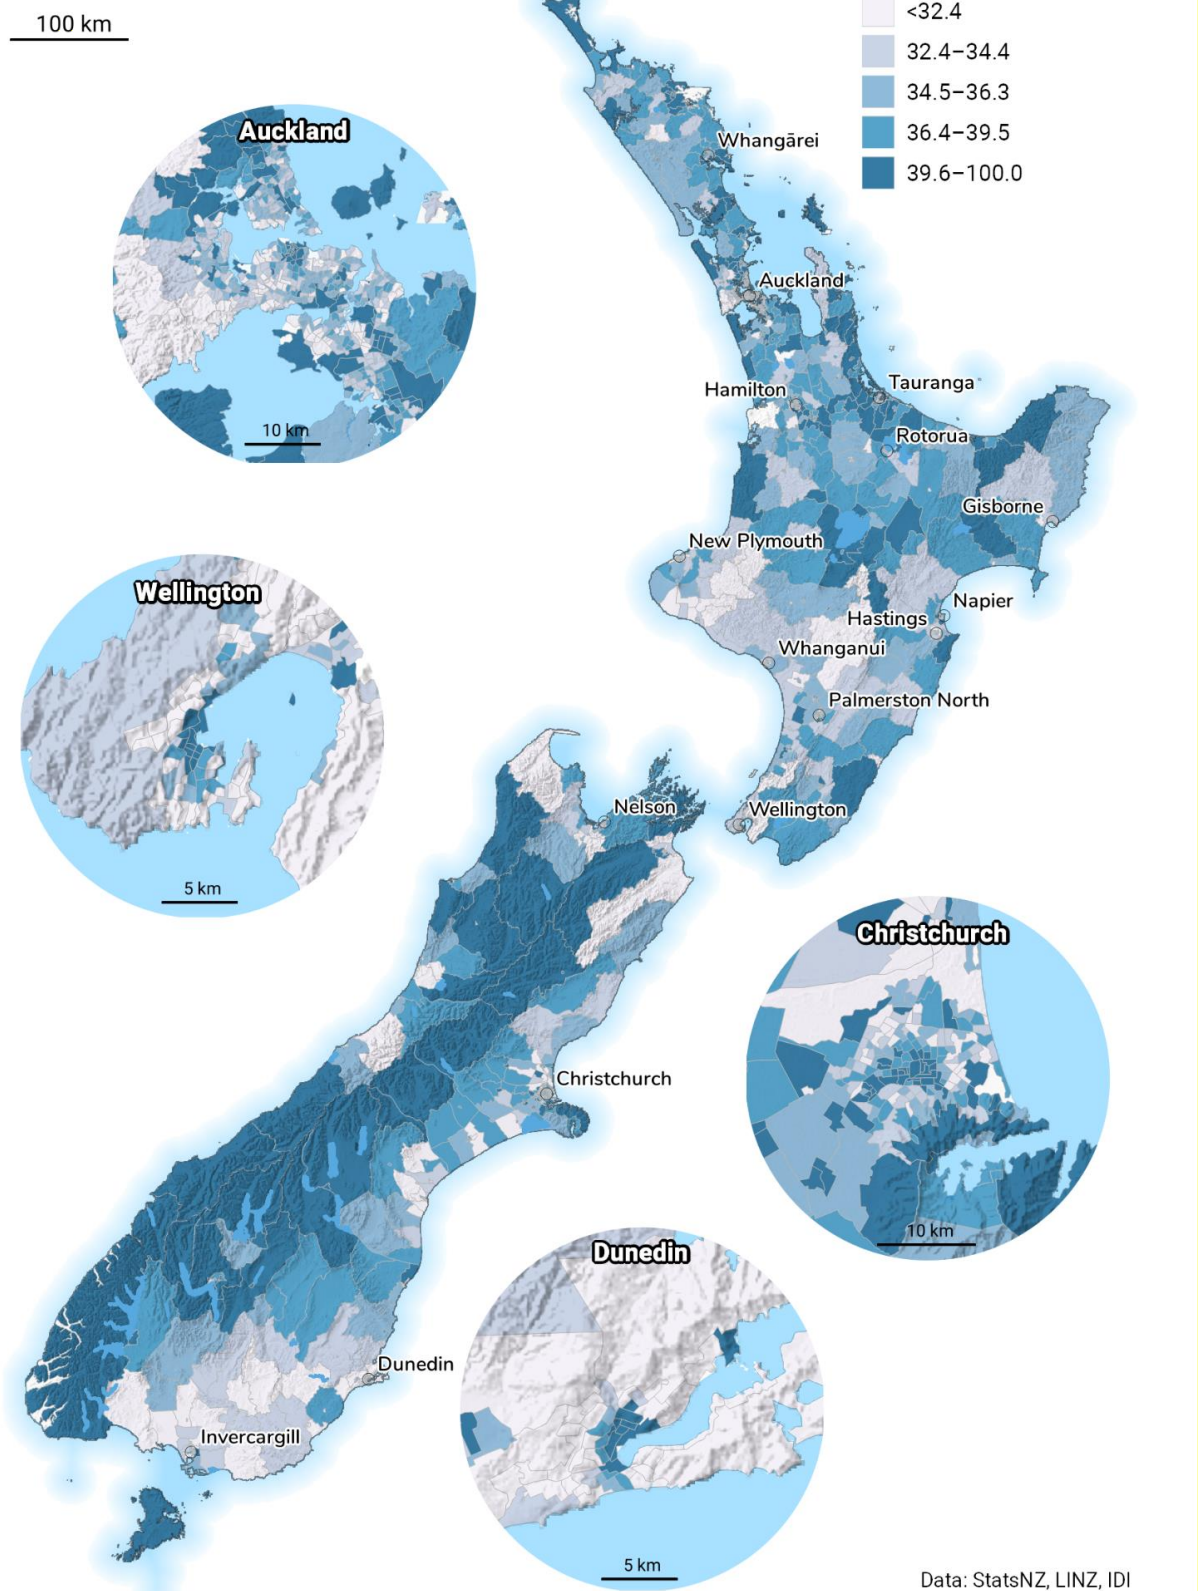 100 km
<32.4
32.4–34.4
34.5–36.3
36.4–39.5
39.6–100.0
Auckland
10 km
Whangārei
Auckland
Hamilton
Tauranga
Rotorua
Gisborne
New Plymouth
Napier
Hastings
Whanganui
Palmerston North
Wellington
5 km
Nelson
Wellington
Christchurch
10 km
Christchurch
Dunedin
5 km
Dunedin
Invercargill
Data: StatsNZ, LINZ, IDI